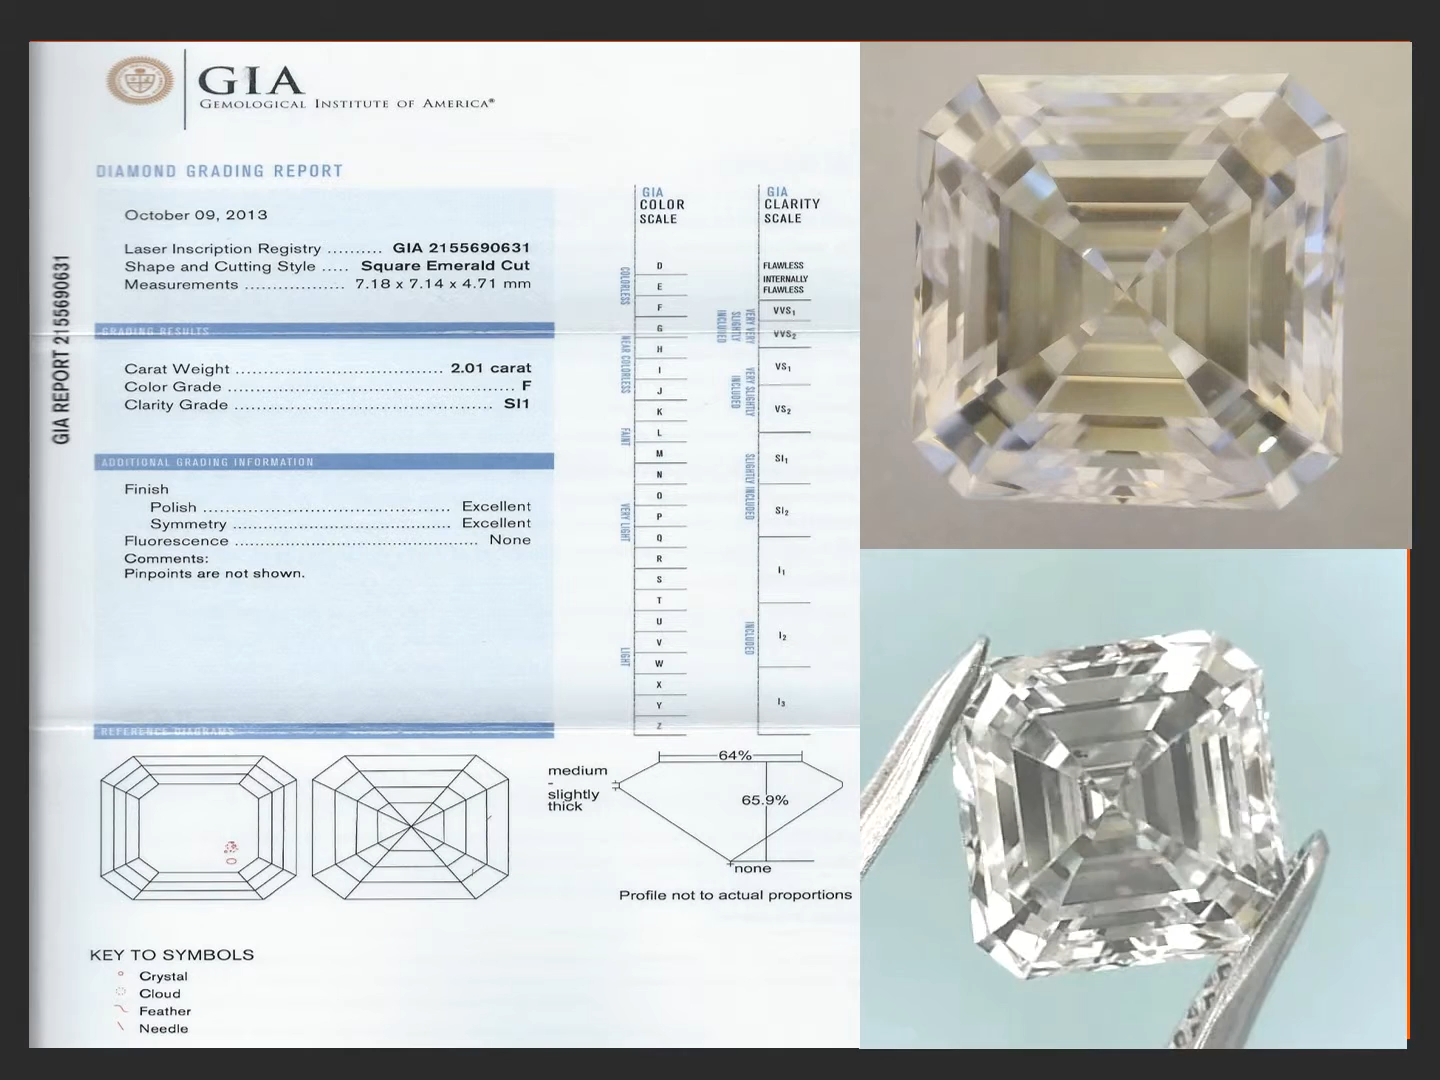 GIA
GEMOLOGICAL INSTITUTE OF AMERICA®
DIAMOND GRADING REPORT
October 09, 2013
Laser Inscription Registry .......... GIA 2155690631
Shape and Cutting Style ..... Square Emerald Cut
Measurements .................. 7.18 x 7.14 x 4.71 mm
GRADING RESULTS
Carat Weight ...................................... 2.01 carat
Color Grade .................................................... F
Clarity Grade ............................................... SI1
ADDITIONAL GRADING INFORMATION
Finish
Polish ............................................. Excellent
Symmetry ........................................ Excellent
Fluorescence ............................................ None
Comments:
Pinpoints are not shown.
REFERENCE DIAGRAMS
GIA REPORT 2155690631
GIA
COLOR
SCALE
COLORLESS
NEAR COLORLESS
FAINT
VERY LIGHT
LIGHT
D
E
F
G
H
I
J
K
L
M
N
O
P
Q
R
S
T
U
V
W
X
Y
Z
GIA
CLARITY
SCALE
FLAWLESS
INTERNALLY
FLAWLESS
VERY VERY
SLIGHTLY
INCLUDED
VVS1
VVS2
VERY SLIGHTLY
INCLUDED
VS1
VS2
SLIGHTLY INCLUDED
SI1
SI2
INCLUDED
I1
I2
I3
medium
-
slightly
thick
64%
65.9%
none
Profile not to actual proportions
KEY TO SYMBOLS
Crystal
Cloud
Feather
Needle